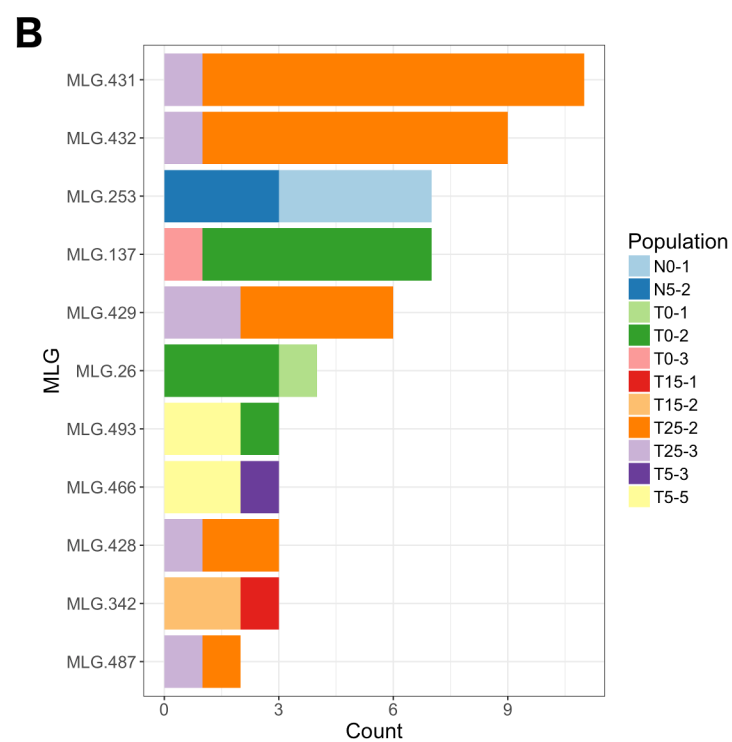 B
MLG.431
MLG.432
MLG.253
MLG.137
MLG.429
MLG.26
MLG.493
MLG.466
MLG.428
MLG.342
MLG.487
MLG
0 3 6 9
Count
Population
N0-1
N5-2
T0-1
T0-2
T0-3
T15-1
T15-2
T25-2
T25-3
T5-3
T5-5